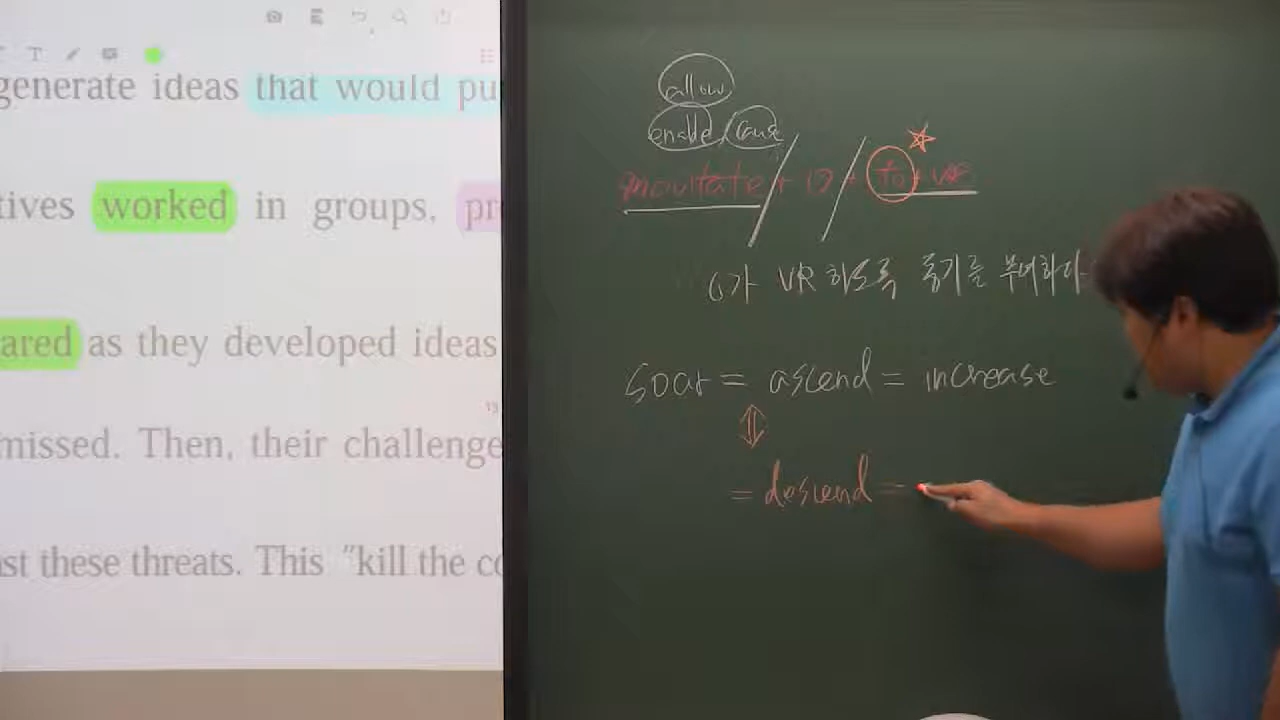 generate ideas that would pu
tives worked in groups, pr
ared as they developed ideas
13
missed. Then, their challenge
st these threats. This "kill the co
allow
enable, cause
motivate + O + to + VR
O가 VR 하도록 동기를 부여하다
soar = ascend = increase
= descend =